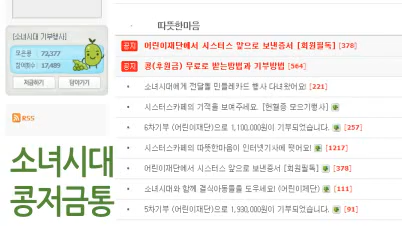 따뜻한마음
[소녀시대 기부행사]
모은콩 : 72,377
참여횟수 : 17,489
저금하기 담아가기
RSS
소녀시대
콩저금통
공지 어린이재단에서 시스터스 앞으로 보낸증서 [회원필독] [378]
공지 콩(후원금) 무료로 받는방법과 기부방법 [564]
· 소녀시대에게 전달될 민들레카드 행사 다녀왔어요! [221]
· 시스터스카페의 기적을 보여주세요. [헌혈증 모으기행사]
· 6차기부 (어린이재단)으로 1,100,000원이 기부되었습니다. [257]
· 시스터스카페의 따뜻한마음이 인터넷기사에 떳어요! [1217]
· 어린이재단에서 시스터스 앞으로 보낸증서 [회원필독] [378]
· 소녀시대와 함께 결식아동들을 도우세요! (어린이재단) [111]
· 5차기부 (어린이재단)으로 1,930,000원이 기부되었습니다. [91]